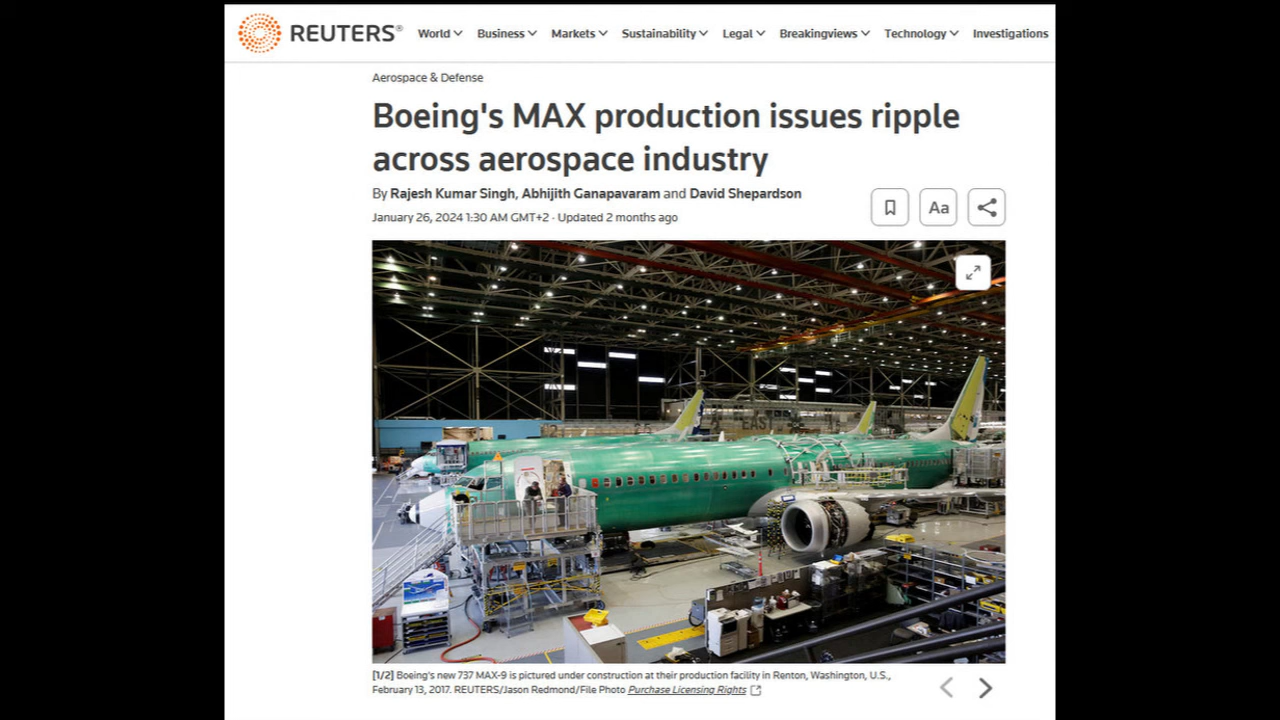 REUTERS®
World Business Markets Sustainability Legal Breakingviews Technology Investigations
Aerospace & Defense
Boeing's MAX production issues ripple
across aerospace industry
By Rajesh Kumar Singh, Abhijith Ganapavaram and David Shepardson
January 26, 2024 1:30 AM GMT+2 · Updated 2 months ago
Aa
EAST
[1/2] Boeing's new 737 MAX-9 is pictured under construction at their production facility in Renton, Washington, U.S.,
February 13, 2017. REUTERS/Jason Redmond/File Photo Purchase Licensing Rights